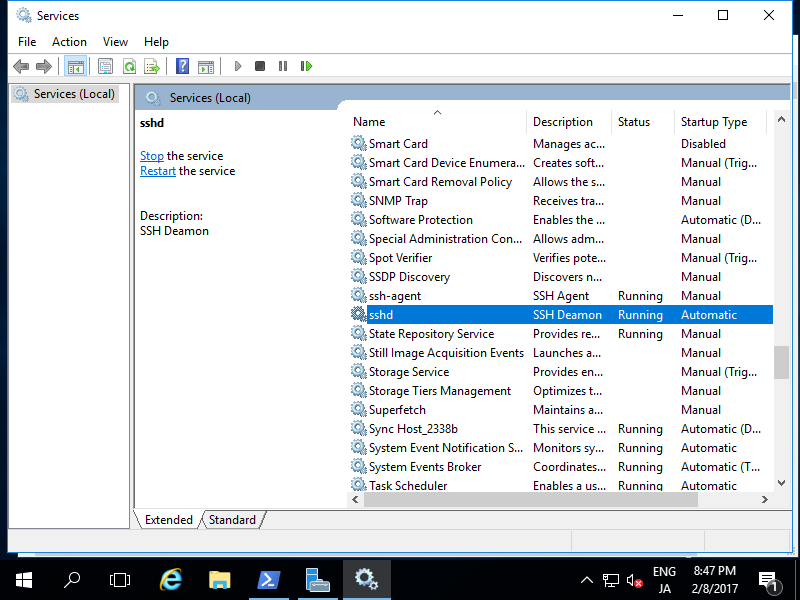 Services
File Action View Help
Services (Local)
Services (Local)
sshd
Stop the service
Restart the service
Description:
SSH Deamon
Name Description Status Startup Type
Smart Card Manages ac... Disabled
Smart Card Device Enumera... Creates soft... Manual (Trig...
Smart Card Removal Policy Allows the s... Manual
SNMP Trap Receives tra... Manual
Software Protection Enables the ... Automatic (D...
Special Administration Con... Allows adm... Manual
Spot Verifier Verifies pote... Manual (Trig...
SSDP Discovery Discovers n... Manual
ssh-agent SSH Agent Running Manual
sshd SSH Deamon Running Automatic
State Repository Service Provides re... Running Manual
Still Image Acquisition Events Launches a... Manual
Storage Service Provides en... Manual (Trig...
Storage Tiers Management Optimizes t... Manual
Superfetch Maintains a... Manual
Sync Host_2338b This service ... Running Automatic (D...
System Event Notification S... Monitors sy... Running Automatic
System Events Broker Coordinates... Running Automatic (T...
Task Scheduler Enables a us... Running Automatic
Extended Standard
ENG
JA
8:47 PM
2/8/2017
1